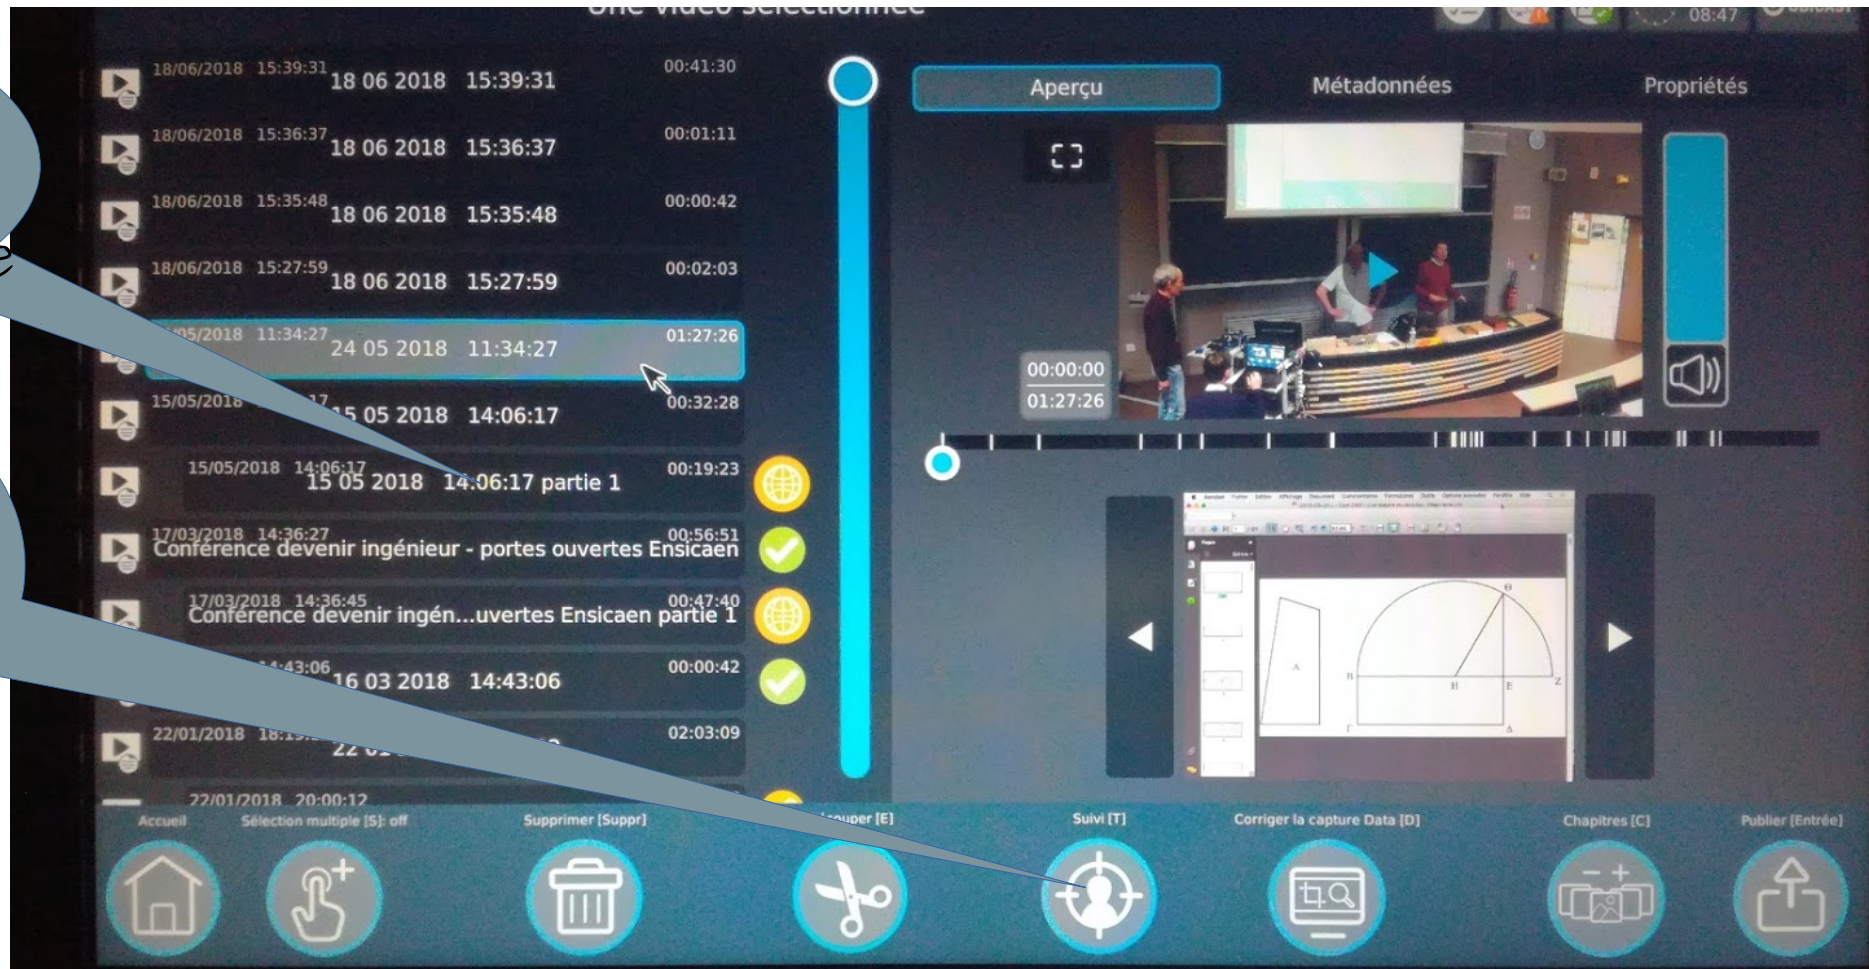 Une vidéo sélectionnée
08:47
UBICAST
18/06/2018 15:39:31
18 06 2018 15:39:31
00:41:30
18/06/2018 15:36:37
18 06 2018 15:36:37
00:01:11
18/06/2018 15:35:48
18 06 2018 15:35:48
00:00:42
18/06/2018 15:27:59
18 06 2018 15:27:59
00:02:03
/05/2018 11:34:27
24 05 2018 11:34:27
01:27:26
15/05/2018
15 05 2018 14:06:17
00:32:28
15/05/2018 14:06:17
15 05 2018 14:06:17 partie 1
00:19:23
17/03/2018 14:36:27
Conférence devenir ingénieur - portes ouvertes Ensicaen
00:56:51
17/03/2018 14:36:45
Conférence devenir ingén...uvertes Ensicaen partie 1
00:47:40
14:43:06
16 03 2018 14:43:06
00:00:42
22/01/2018
02:03:09
22/01/2018 20:00:12
Aperçu
Métadonnées
Propriétés
00:00:00
01:27:26
A
Θ
B
H
E
Z
Γ
Δ
Accueil
Sélection multiple [S]: off
Supprimer [Suppr]
couper [E]
Suivi [T]
Corriger la capture Data [D]
Chapitres [C]
Publier [Entrée]